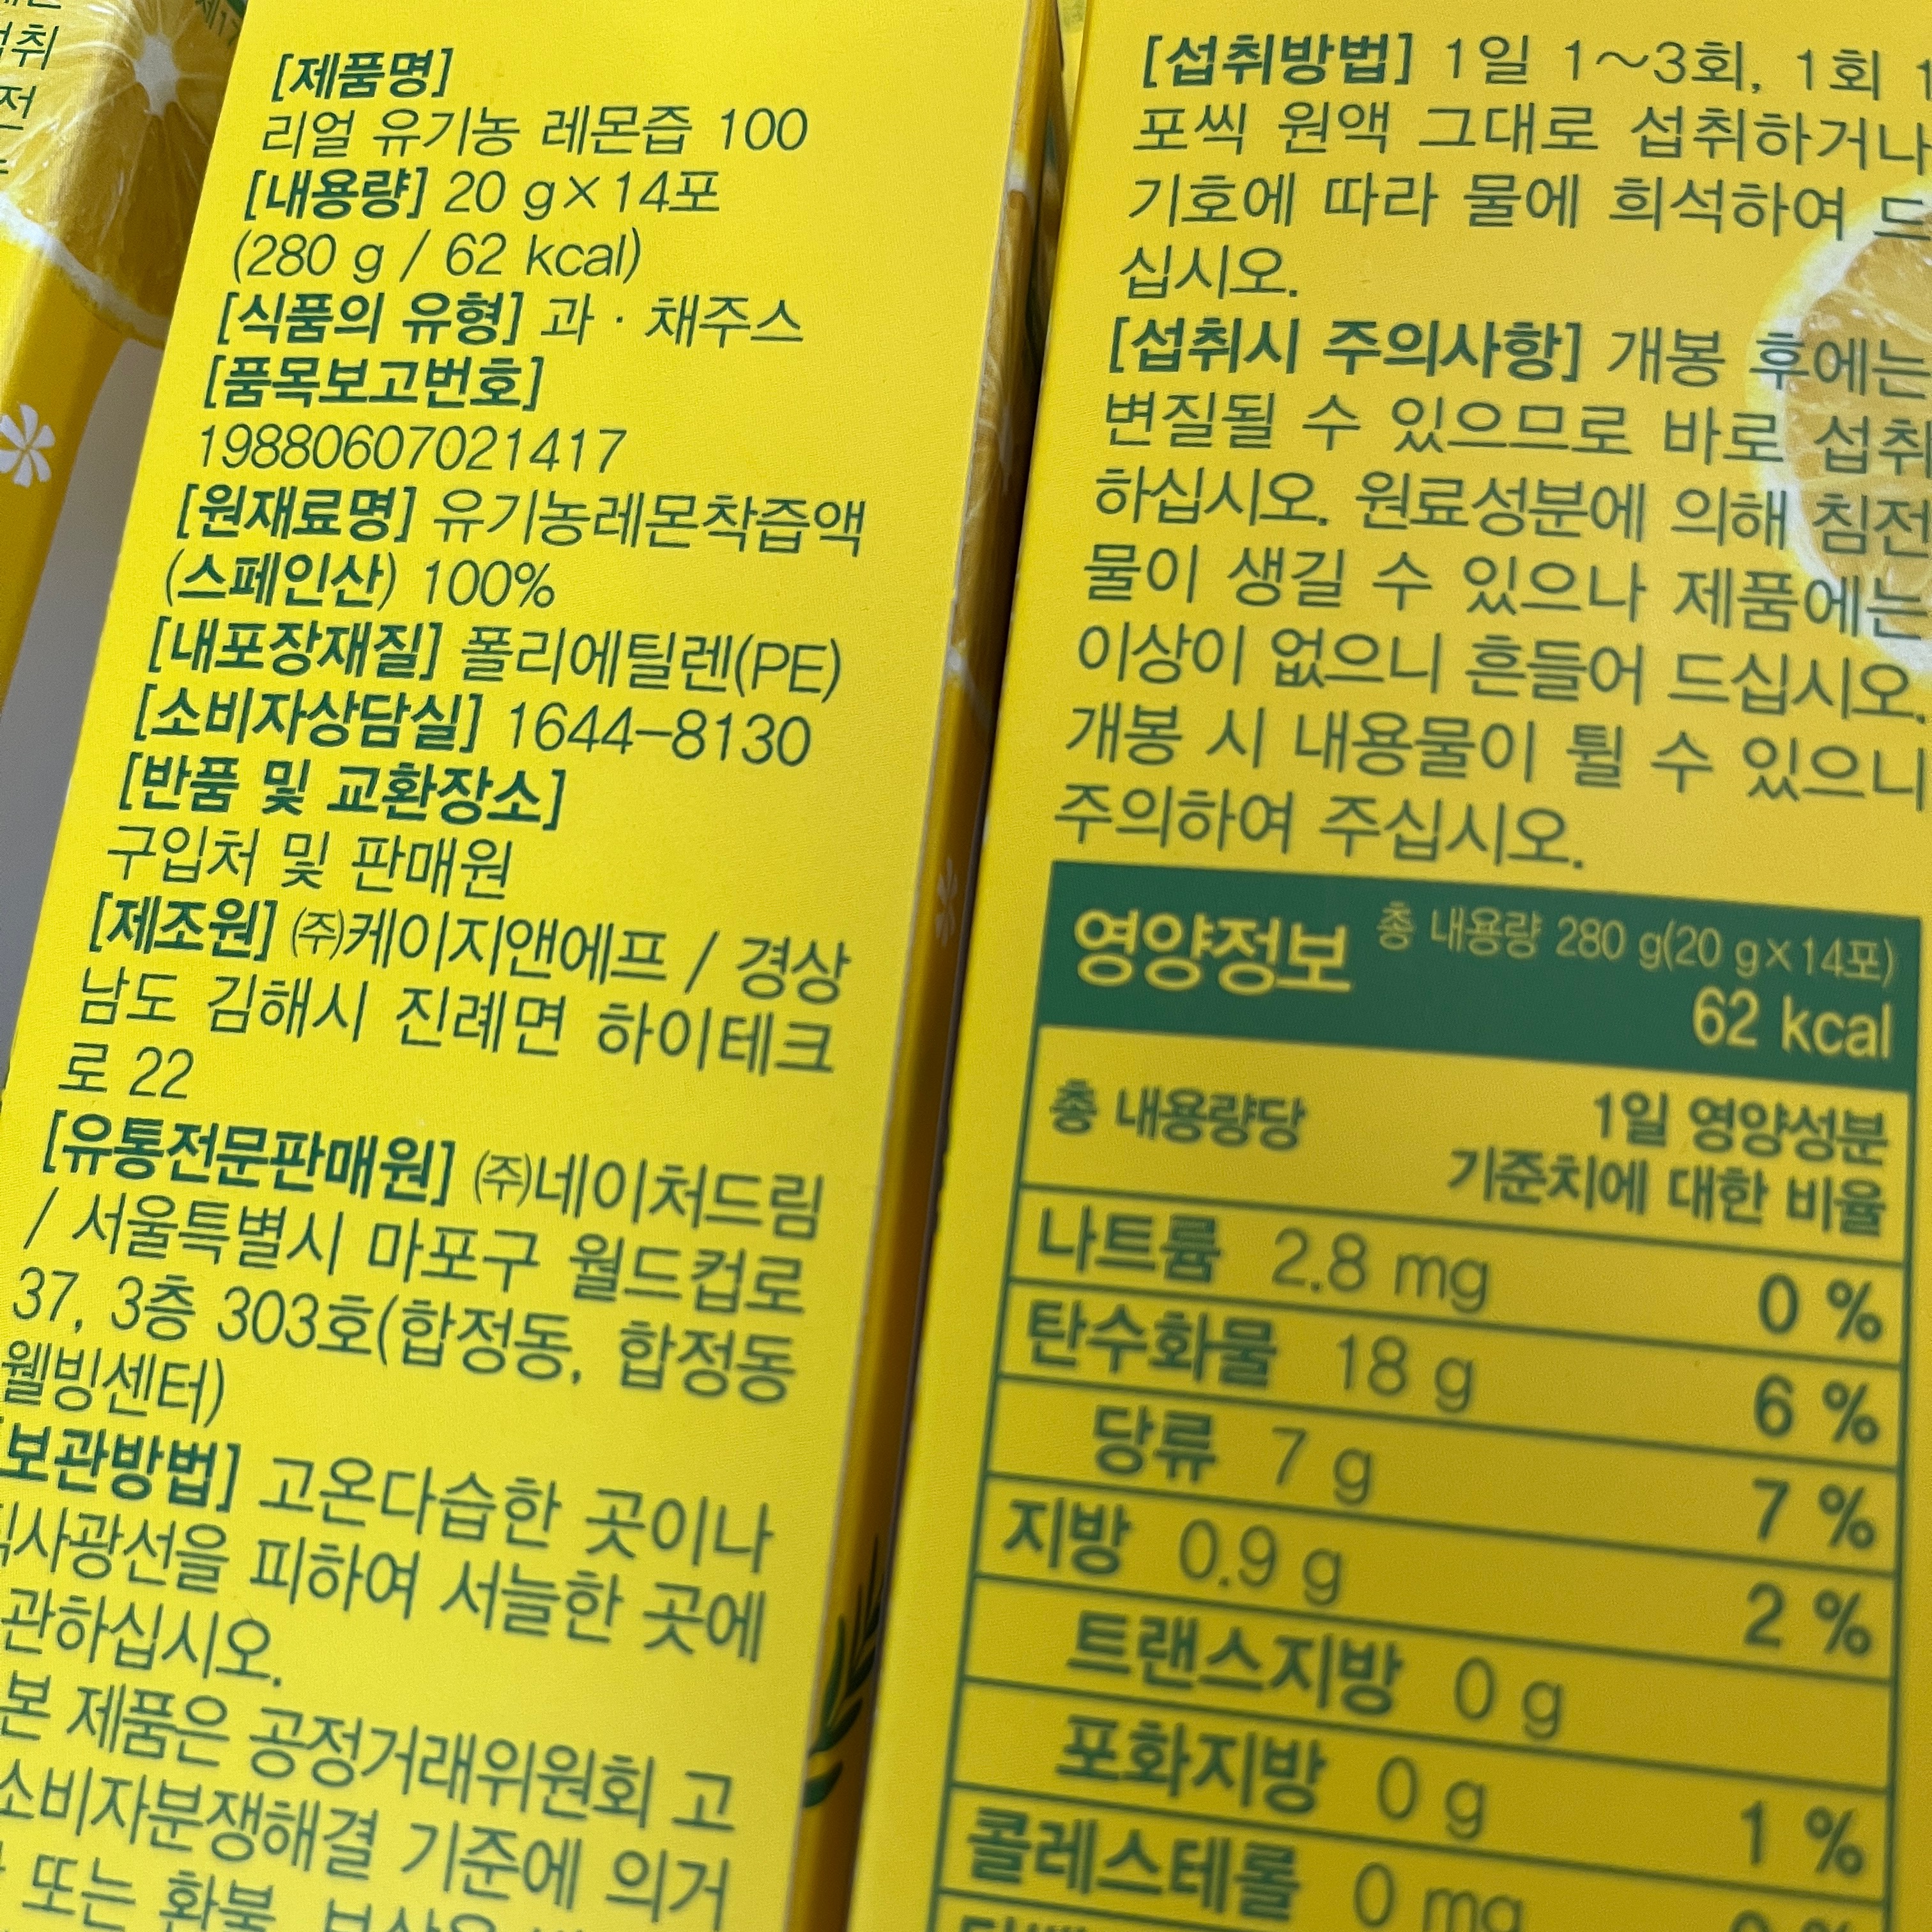 [제품명]
리얼 유기농 레몬즙 100
[내용량] 20 g×14포
(280 g / 62 kcal)
[식품의 유형] 과 · 채주스
[품목보고번호]
19880607021417
[원재료명] 유기농레몬착즙액
(스페인산) 100%
[내포장재질] 폴리에틸렌(PE)
[소비자상담실] 1644-8130
[반품 및 교환장소]
구입처 및 판매원
[제조원] ㈜케이지앤에프 / 경상
남도 김해시 진례면 하이테크
로 22
[유통전문판매원] ㈜네이처드림
/ 서울특별시 마포구 월드컵로
37, 3층 303호(합정동, 합정동
웰빙센터)
보관방법] 고온다습한 곳이나
직사광선을 피하여 서늘한 곳에
관하십시오.
본 제품은 공정거래위원회 고
소비자분쟁해결 기준에 의거
또는 환불, 보상을
[섭취방법] 1일 1~3회, 1회 1
포씩 원액 그대로 섭취하거나
기호에 따라 물에 희석하여 드
십시오.
[섭취시 주의사항] 개봉 후에는
변질될 수 있으므로 바로 섭취
하십시오. 원료성분에 의해 침전
물이 생길 수 있으나 제품에는
이상이 없으니 흔들어 드십시오.
개봉 시 내용물이 튈 수 있으니
주의하여 주십시오.
영양정보 총 내용량 280 g(20 g×14포)
62 kcal
총 내용량당 1일 영양성분
기준치에 대한 비율
나트륨 2.8 mg 0 %
탄수화물 18 g 6 %
당류 7 g 7 %
지방 0.9 g 2 %
트랜스지방 0 g
포화지방 0 g 1 %
콜레스테롤 0 mg